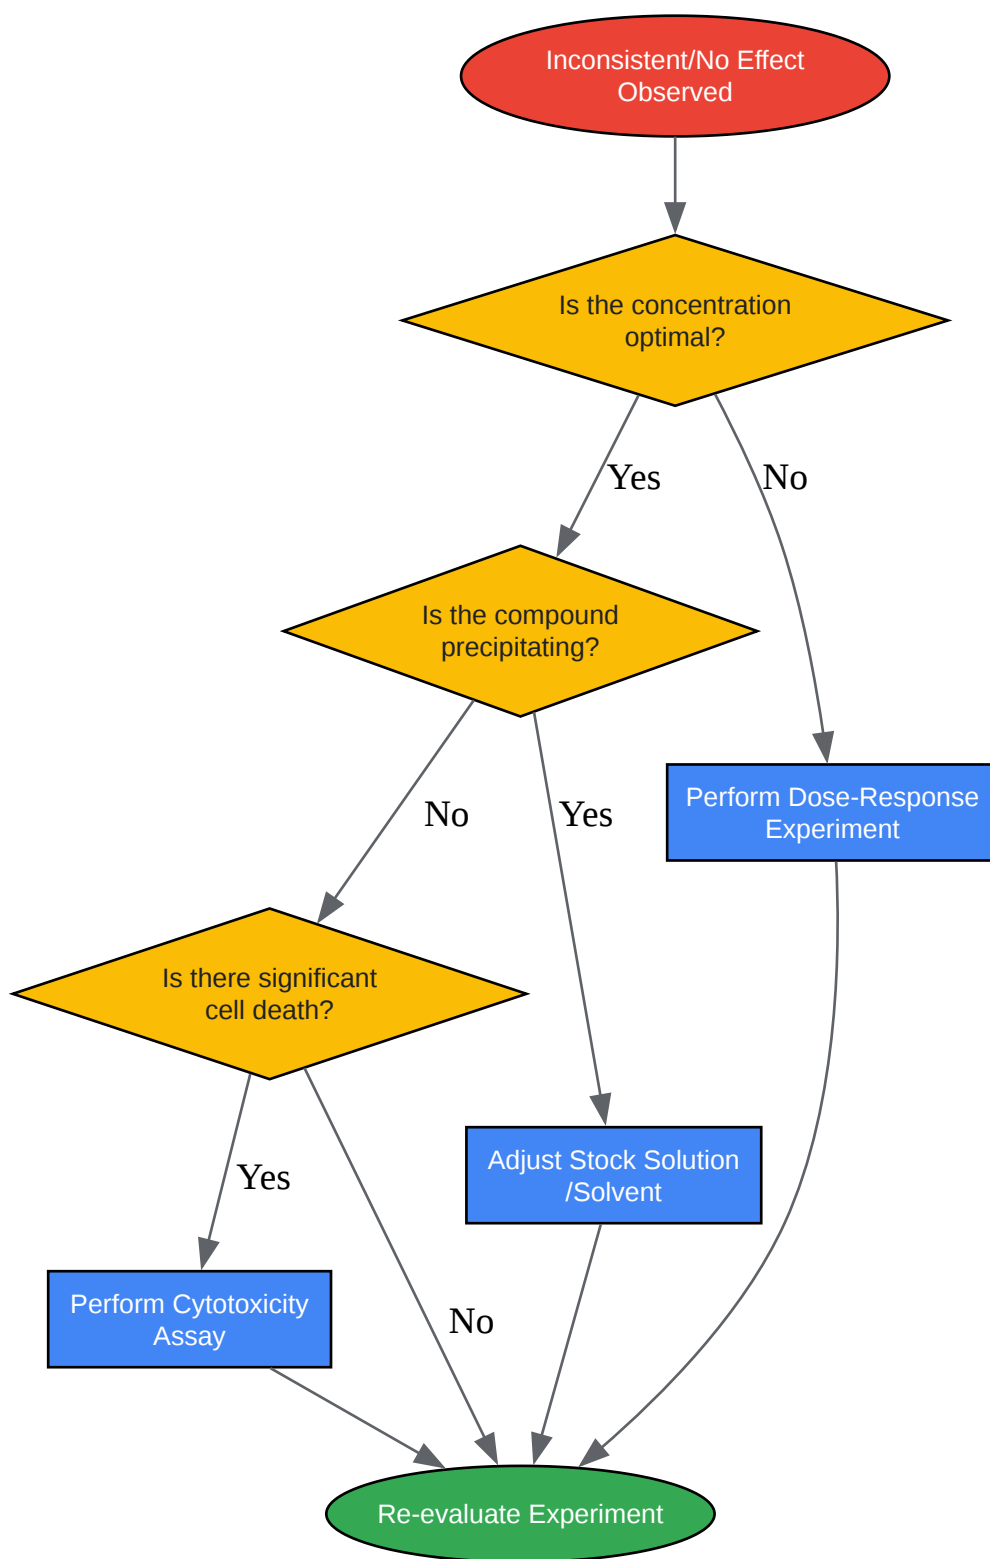 Inconsistent/No Effect
Observed
Is the concentration
optimal?
Yes
No
Is the compound
precipitating?
Perform Dose-Response
Experiment
No
Yes
Is there significant
cell death?
Adjust Stock Solution
/Solvent
Yes
Perform Cytotoxicity
Assay
No
Re-evaluate Experiment